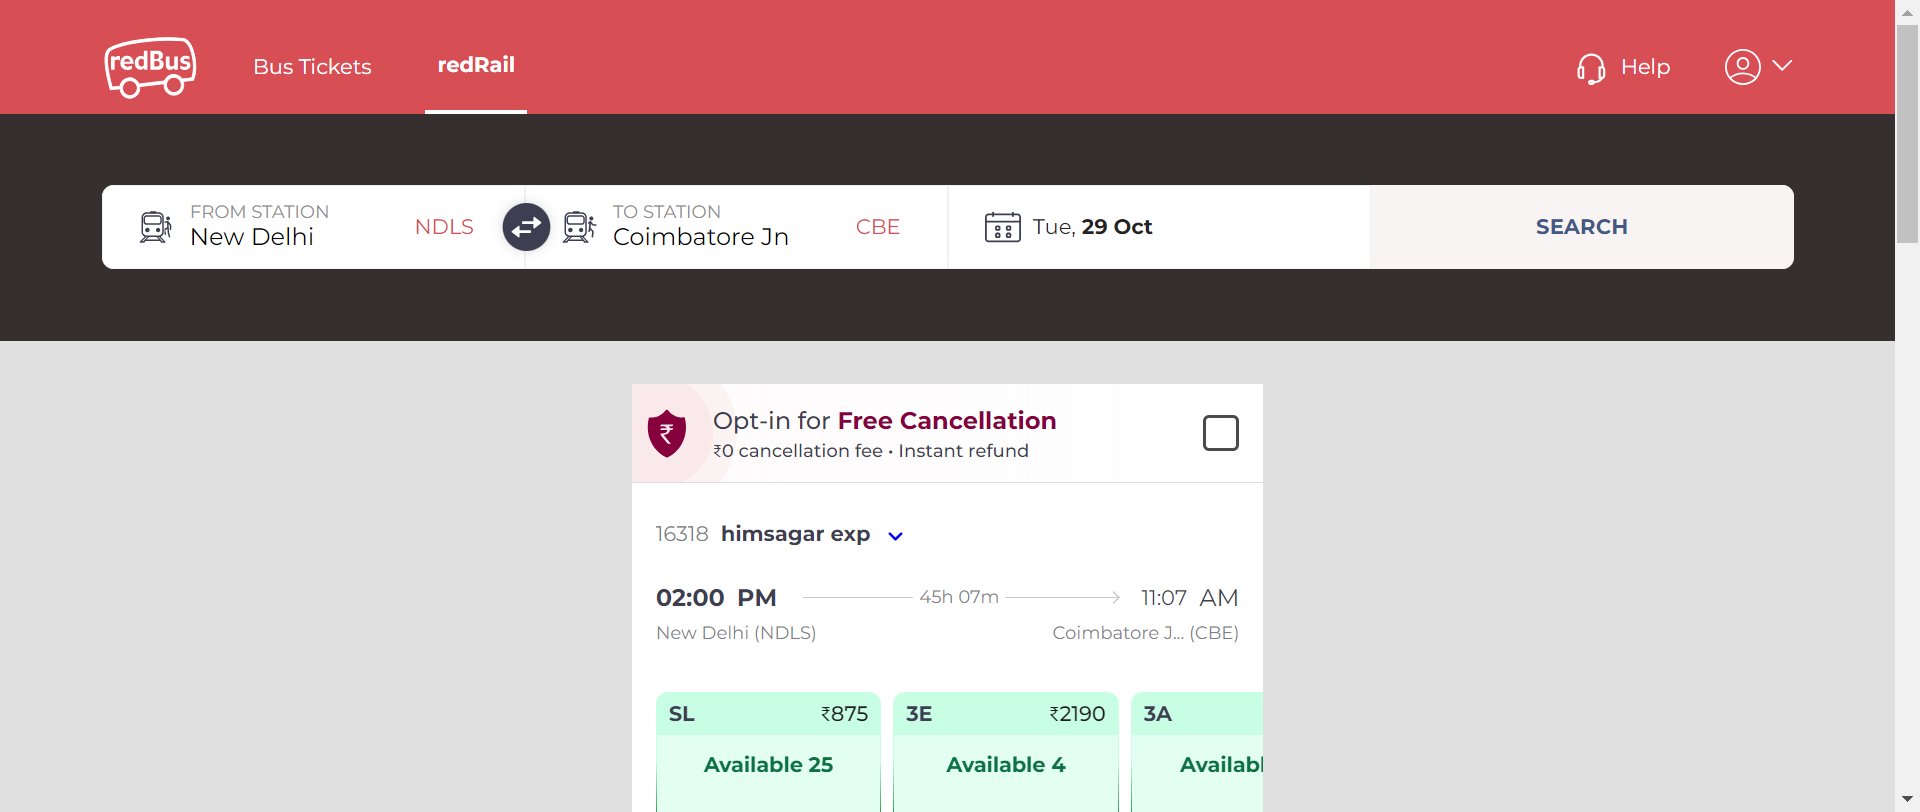 redBus
Bus Tickets
redRail
Help
FROM STATION
New Delhi
NDLS
TO STATION
Coimbatore Jn
CBE
Tue, 29 Oct
SEARCH
Opt-in for Free Cancellation
₹0 cancellation fee • Instant refund
16318 himsagar exp
02:00 PM
45h 07m
11:07 AM
New Delhi (NDLS)
Coimbatore J... (CBE)
SL ₹875
3E ₹2190
3A
Available 25
Available 4